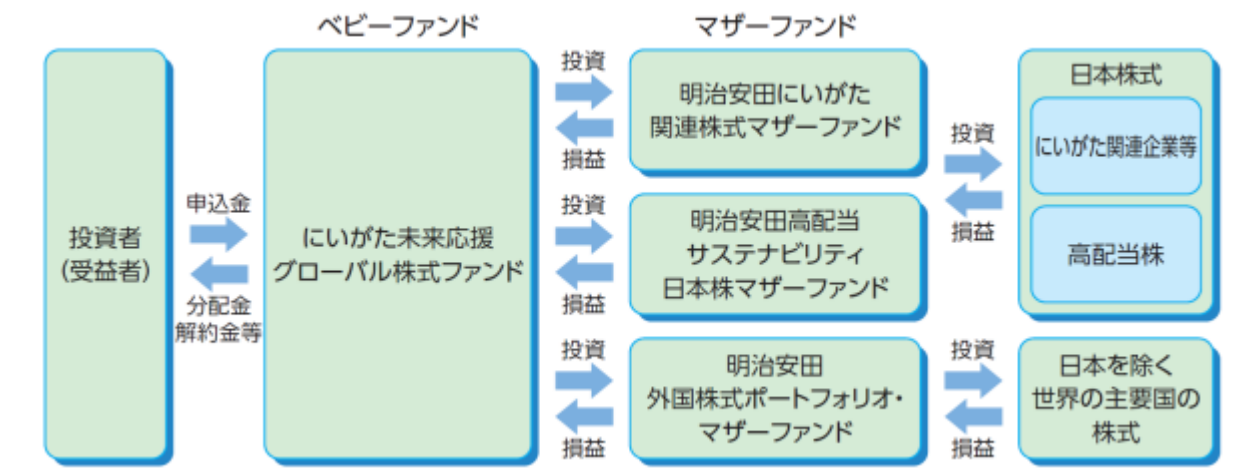 ベビーファンド
マザーファンド
投資者
(受益者)
申込金
分配金
解約金等
にいがた未来応援
グローバル株式ファンド
投資
損益
投資
損益
投資
損益
明治安田にいがた
関連株式マザーファンド
明治安田高配当
サステナビリティ
日本株マザーファンド
明治安田
外国株式ポートフォリオ・
マザーファンド
投資
損益
投資
損益
日本株式
にいがた関連企業等
高配当株
日本を除く
世界の主要国の
株式